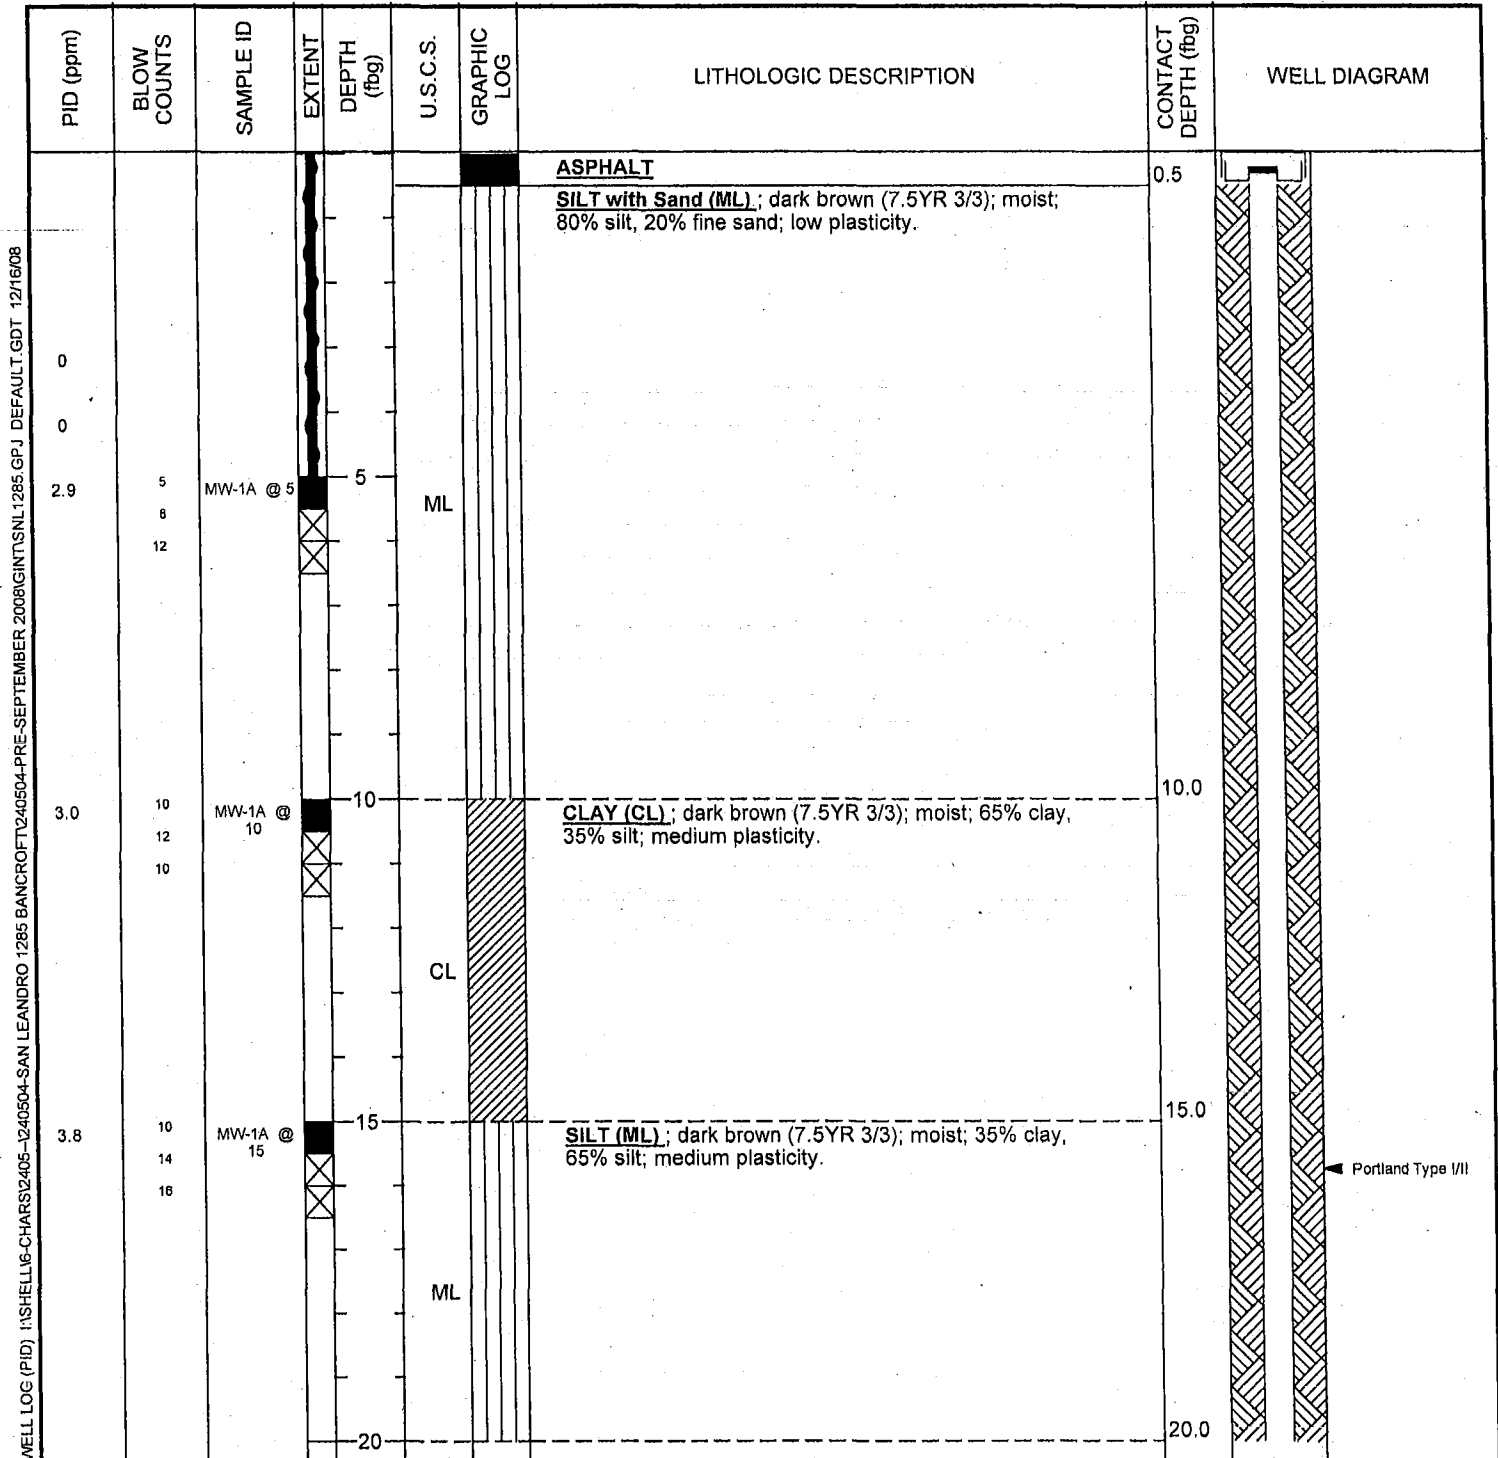 PID (ppm)
BLOW
COUNTS
SAMPLE ID
EXTENT
DEPTH
(fbg)
U.S.C.S.
GRAPHIC
LOG
LITHOLOGIC DESCRIPTION
CONTACT
DEPTH (fbg)
WELL DIAGRAM
ASPHALT
0.5
SILT with Sand (ML) ; dark brown (7.5YR 3/3); moist;
80% silt, 20% fine sand; low plasticity.
0
0
2.9
5
MW-1A @ 5
5
8
12
ML
10.0
3.0
10
MW-1A @
10
10
12
10
CLAY (CL) ; dark brown (7.5YR 3/3); moist; 65% clay,
35% silt; medium plasticity.
CL
15.0
3.8
10
MW-1A @
15
15
14
16
SILT (ML) ; dark brown (7.5YR 3/3); moist; 35% clay,
65% silt; medium plasticity.
Portland Type I/II
ML
20
20.0
WELL LOG (PID) I:\SHELL\6-CHARS\2405--\240504-SAN LEANDRO 1285 BANCROFT\240504-PRE-SEPTEMBER 2008\GINT\SNL1285.GPJ DEFAULT.GDT 12/16/08